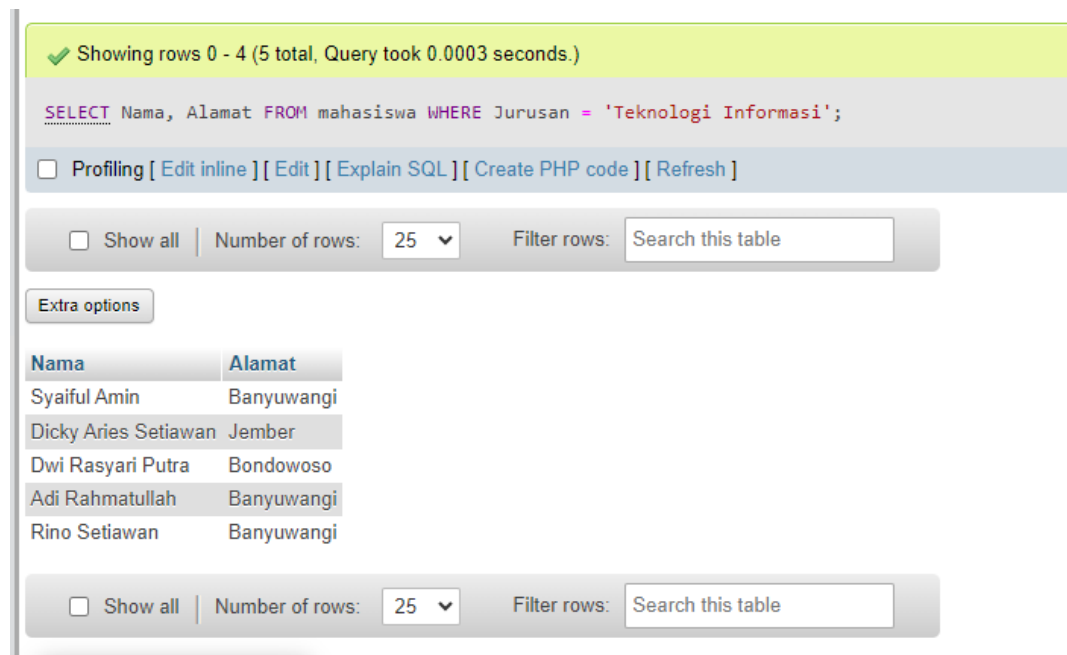 Showing rows 0 - 4 (5 total, Query took 0.0003 seconds.)
SELECT Nama, Alamat FROM mahasiswa WHERE Jurusan = 'Teknologi Informasi';
Profiling [ Edit inline ] [ Edit ] [ Explain SQL ] [ Create PHP code ] [ Refresh ]
Show all | Number of rows: 25 Filter rows: Search this table
Extra options
Nama Alamat
Syaiful Amin Banyuwangi
Dicky Aries Setiawan Jember
Dwi Rasyari Putra Bondowoso
Adi Rahmatullah Banyuwangi
Rino Setiawan Banyuwangi
Show all | Number of rows: 25 Filter rows: Search this table